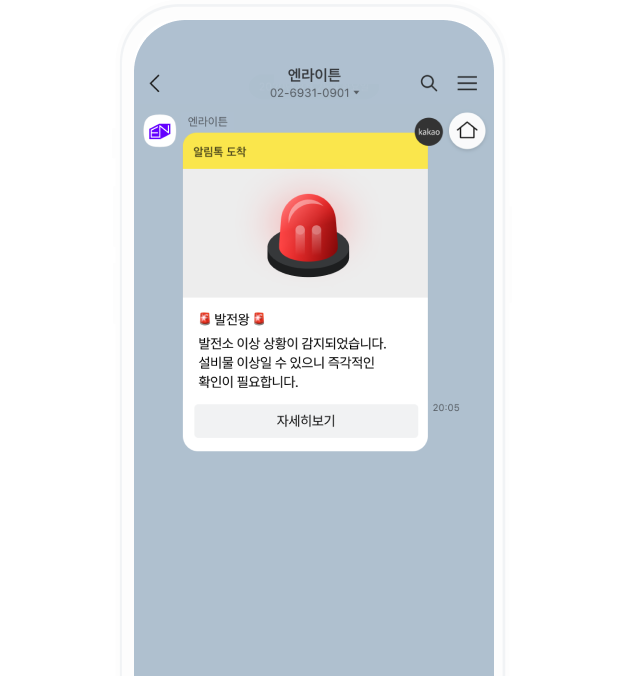 엔라이튼
02-6931-0901
엔라이튼
kakao
알림톡 도착
🚨 발전왕 🚨
발전소 이상 상황이 감지되었습니다.
설비물 이상일 수 있으니 즉각적인
확인이 필요합니다.
자세히보기
20:05